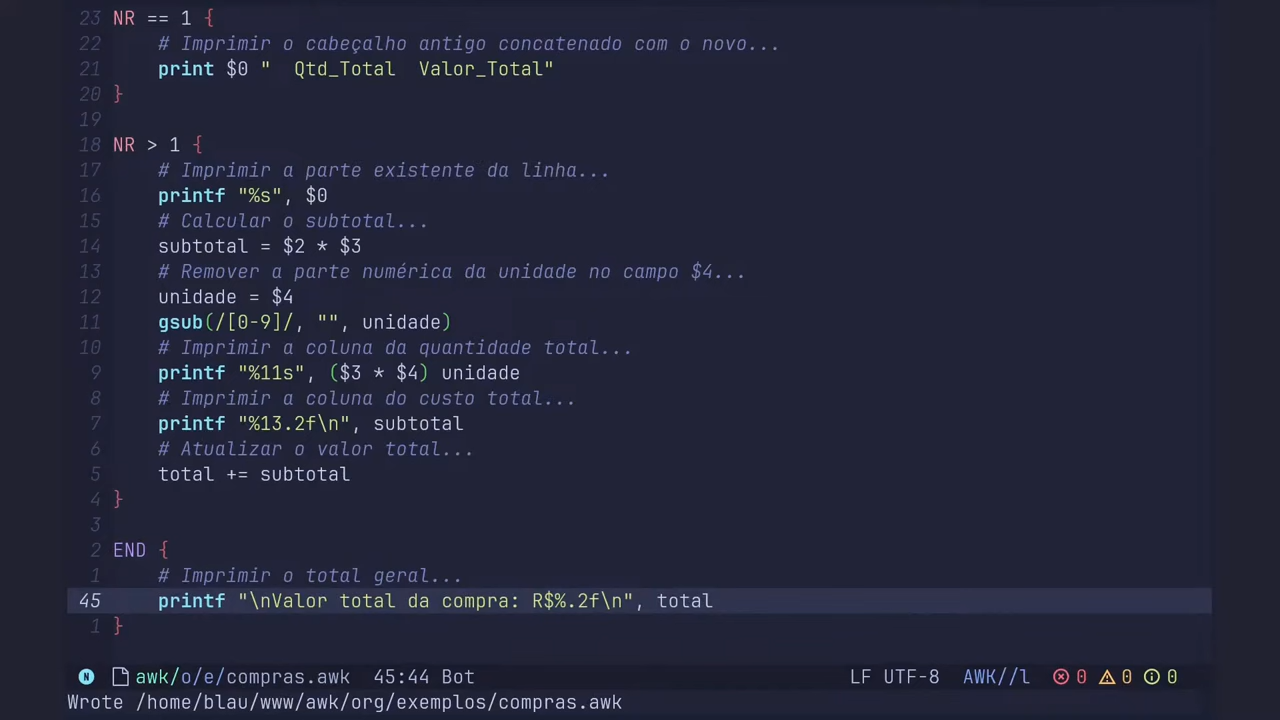 23 NR == 1 {
22     # Imprimir o cabeçalho antigo concatenado com o novo...
21     print $0 "  Qtd_Total  Valor_Total"
20 }
19
18 NR > 1 {
17     # Imprimir a parte existente da linha...
16     printf "%s", $0
15     # Calcular o subtotal...
14     subtotal = $2 * $3
13     # Remover a parte numérica da unidade no campo $4...
12     unidade = $4
11     gsub(/[0-9]/, "", unidade)
10     # Imprimir a coluna da quantidade total...
9     printf "%11s", ($3 * $4) unidade
8     # Imprimir a coluna do custo total...
7     printf "%13.2f\n", subtotal
6     # Atualizar o valor total...
5     total += subtotal
4 }
3
2 END {
1     # Imprimir o total geral...
45     printf "\nValor total da compra: R$%.2f\n", total
1 }
N awk/o/e/compras.awk 45:44 Bot LF UTF-8 AWK//l 0 0 0
Wrote /home/blau/www/awk/org/exemplos/compras.awk